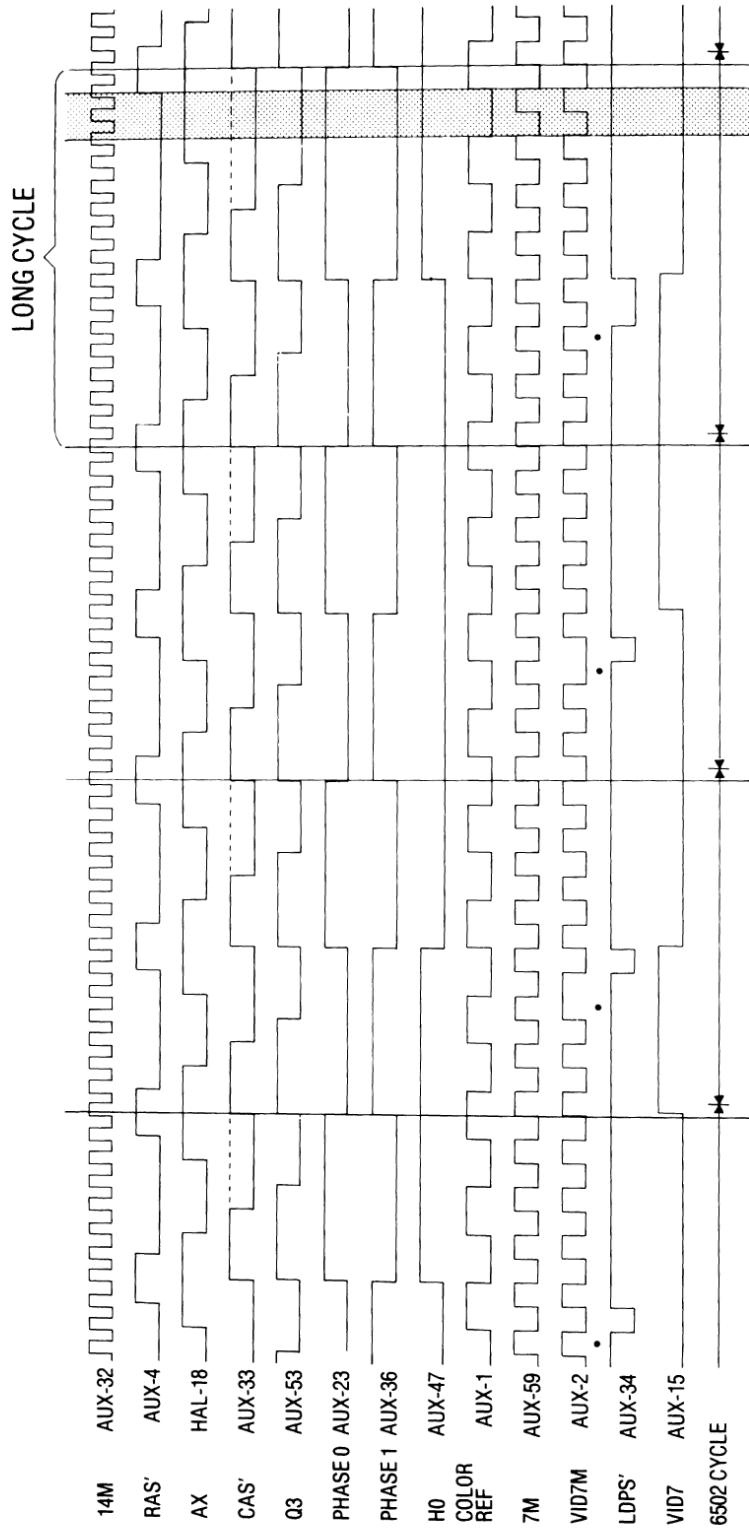 LONG CYCLE
14M AUX-32
RAS' AUX-4
AX HAL-18
CAS' AUX-33
Q3 AUX-53
PHASE 0 AUX-23
PHASE 1 AUX-36
H0 AUX-47
COLOR
REF AUX-1
7M AUX-59
VID7M AUX-2
LDPS' AUX-34
VID7 AUX-15
6502 CYCLE